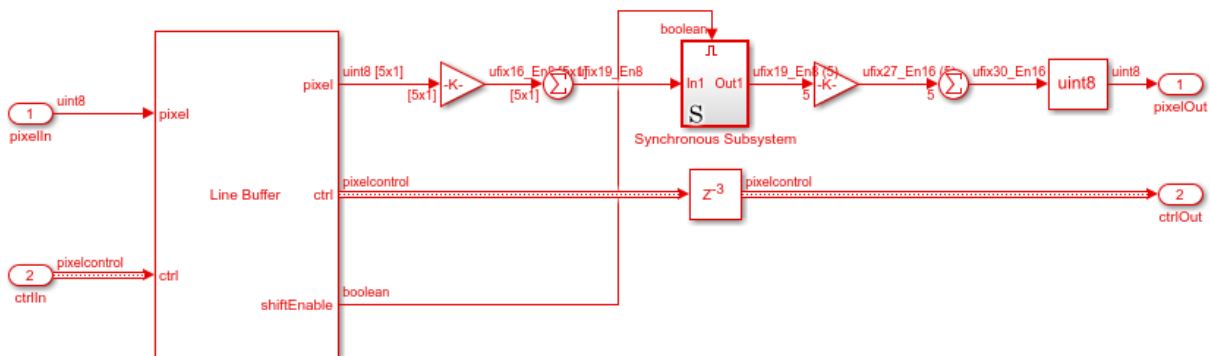 boolean
uint8 [5x1]
ufix16_En8 [5x1]
ufix19_En8
ufix19_En8 (5)
ufix27_En16 (5)
ufix30_En16
uint8
pixel
-K-
Σ
In1
Out1
-K-
Σ
uint8
1
uint8
1
pixel
[5x1]
[5x1]
5
5
pixelOut
pixelIn
S
Synchronous Subsystem
pixelcontrol
pixelcontrol
Line Buffer
ctrl
Z-3
2
ctrlOut
pixelcontrol
2
ctrl
boolean
ctrlIn
shiftEnable